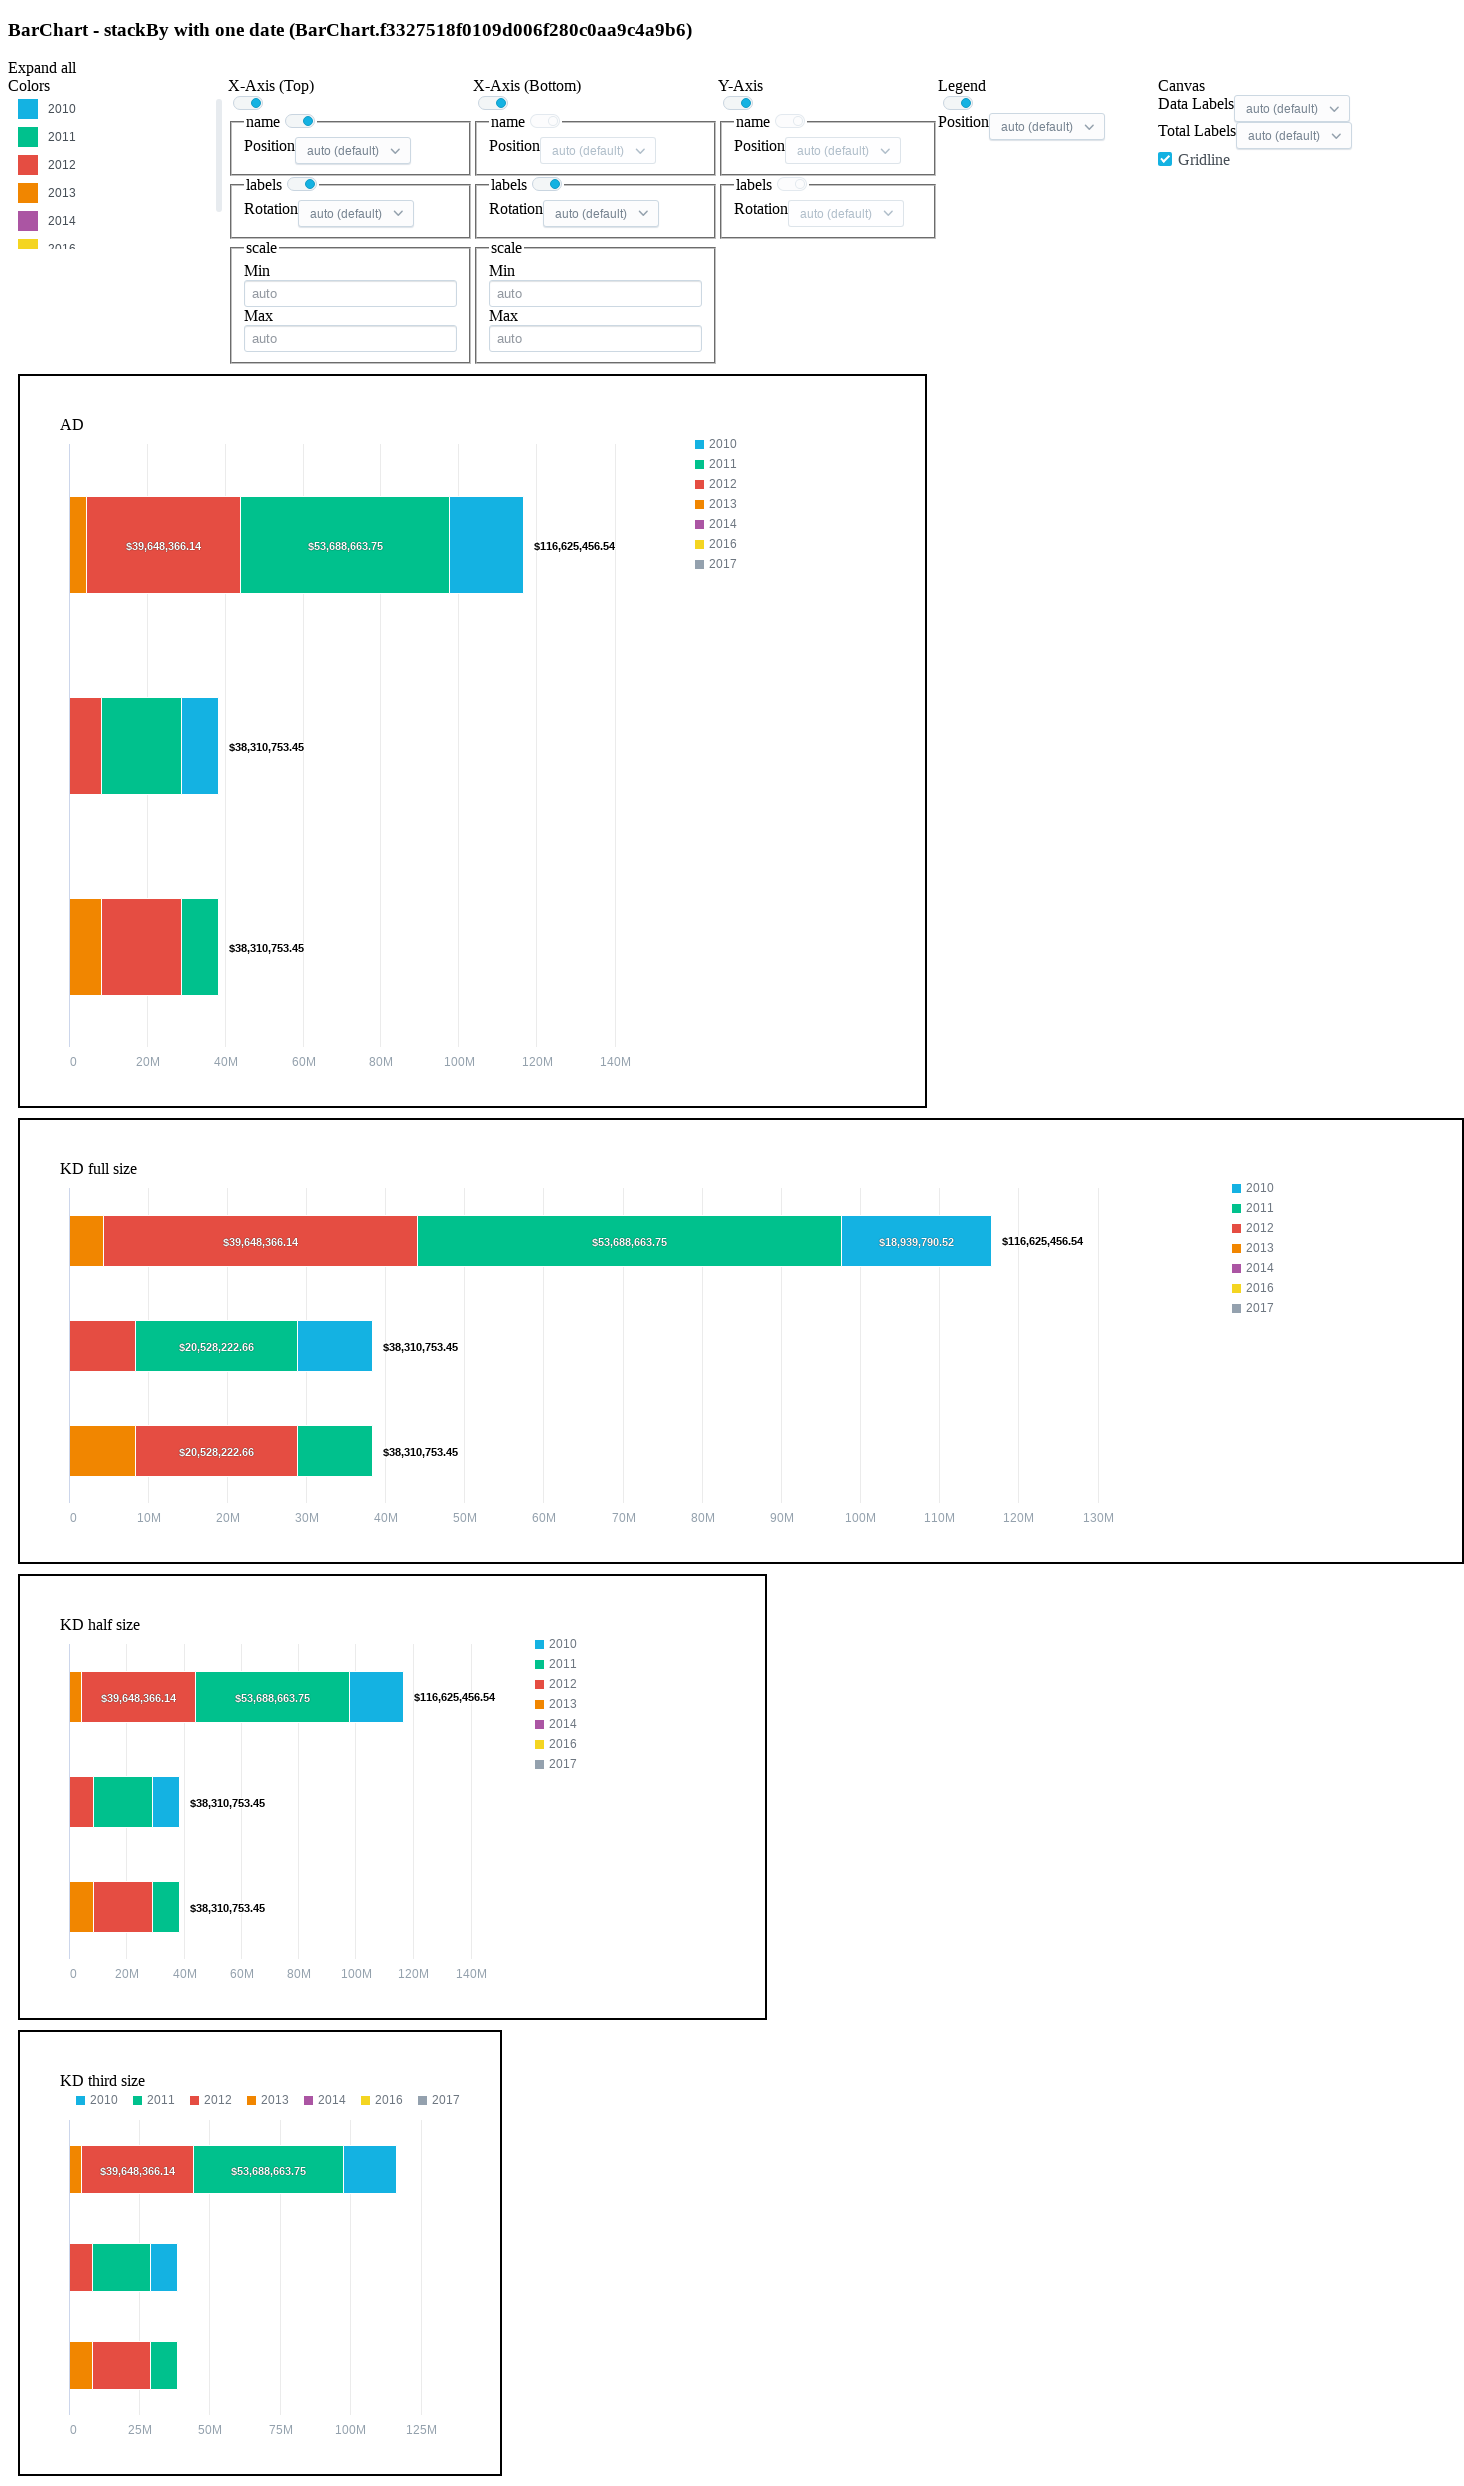 BarChart - stackBy with one date (BarChart.f3327518f0109d006f280c0aa9c4a9b6)
Expand all
Colors
2010
2011
2012
2013
2014
2016
X-Axis (Top)
name
Position auto (default)
labels
Rotation auto (default)
scale
Min
auto
Max
auto
X-Axis (Bottom)
name
Position auto (default)
labels
Rotation auto (default)
scale
Min
auto
Max
auto
Y-Axis
name
Position auto (default)
labels
Rotation auto (default)
Legend
Position auto (default)
Canvas
Data Labels auto (default)
Total Labels auto (default)
Gridline
AD
2010
2011
2012
2013
2014
2016
2017
$39,648,366.14 $53,688,663.75 $116,625,456.54
$38,310,753.45
$38,310,753.45
0 20M 40M 60M 80M 100M 120M 140M
KD full size
2010
2011
2012
2013
2014
2016
2017
$39,648,366.14 $53,688,663.75 $18,939,790.52 $116,625,456.54
$20,528,222.66 $38,310,753.45
$20,528,222.66 $38,310,753.45
0 10M 20M 30M 40M 50M 60M 70M 80M 90M 100M 110M 120M 130M
KD half size
2010
2011
2012
2013
2014
2016
2017
$39,648,366.14 $53,688,663.75 $116,625,456.54
$38,310,753.45
$38,310,753.45
0 20M 40M 60M 80M 100M 120M 140M
KD third size
2010 2011 2012 2013 2014 2016 2017
$39,648,366.14 $53,688,663.75
0 25M 50M 75M 100M 125M